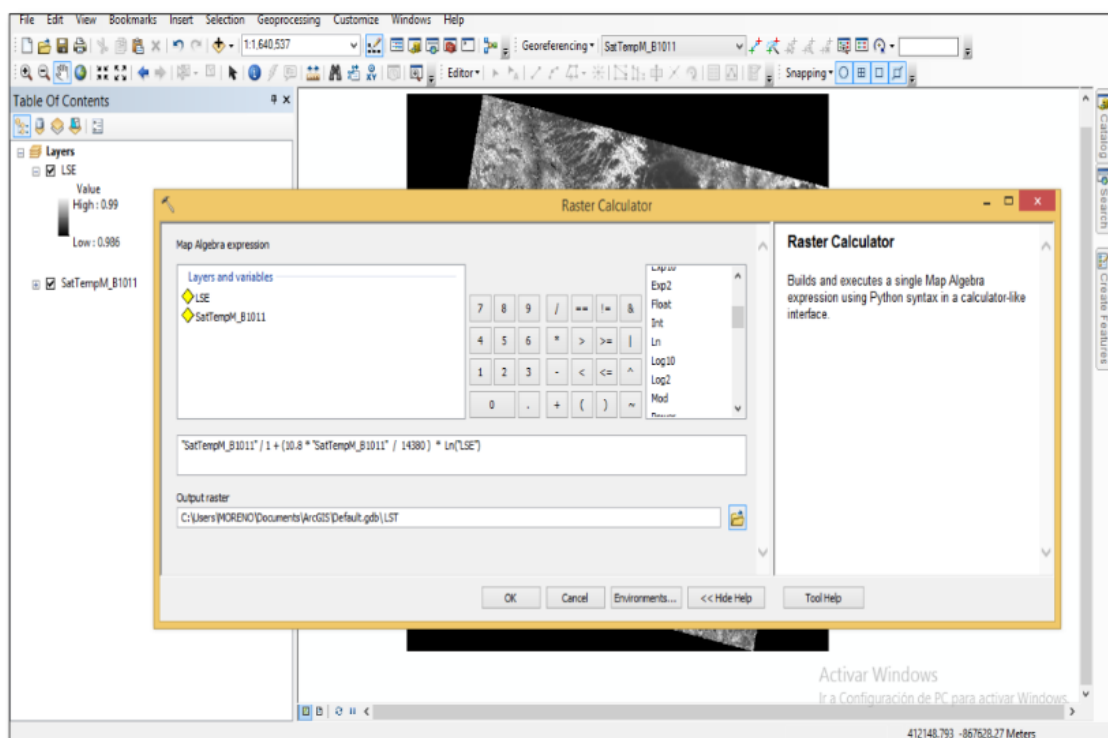 File Edit View Bookmarks Insert Selection Geoprocessing Customize Windows Help
1:1,640,537 Georeferencing SatTempM_B1011
Editor Snapping
Table Of Contents
Layers
LSE
Value
High : 0.99
Low : 0.986
SatTempM_B1011
Catalog
Search
Create Features
Raster Calculator
Map Algebra expression
Layers and variables
LSE
SatTempM_B1011
7 8 9 / == != &
4 5 6 * > >= |
1 2 3 - < <= ^
0 . + ( ) ~
Exp10
Exp2
Float
Int
Ln
Log10
Log2
Mod
Power
"SatTempM_B1011" / 1 + (10.8 * "SatTempM_B1011" / 14380 ) * Ln("LSE")
Output raster
C:\Users\MORENO\Documents\ArcGIS\Default.gdb\LST
OK Cancel Environments... << Hide Help Tool Help
Raster Calculator
Builds and executes a single Map Algebra
expression using Python syntax in a calculator-like
interface.
Activar Windows
Ir a Configuración de PC para activar Windows.
412148.793 -867628.27 Meters